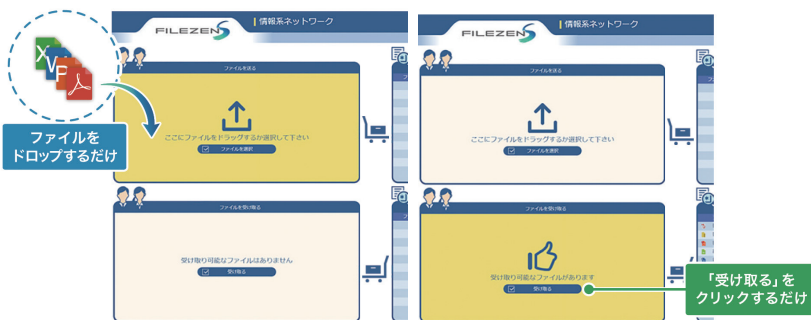 FILEZEN S
情報系ネットワーク
ファイルを送る
ここにファイルをドラッグするか選択して下さい
ファイルを選択
X
W
P
ファイルを
ドロップするだけ
ファイルを受け取る
受け取り可能なファイルはありません
受け取る
FILEZEN S
情報系ネットワーク
ファイルを送る
ここにファイルをドラッグするか選択して下さい
ファイルを選択
ファイルを受け取る
受け取り可能なファイルがあります
受け取る
「受け取る」を
クリックするだけ